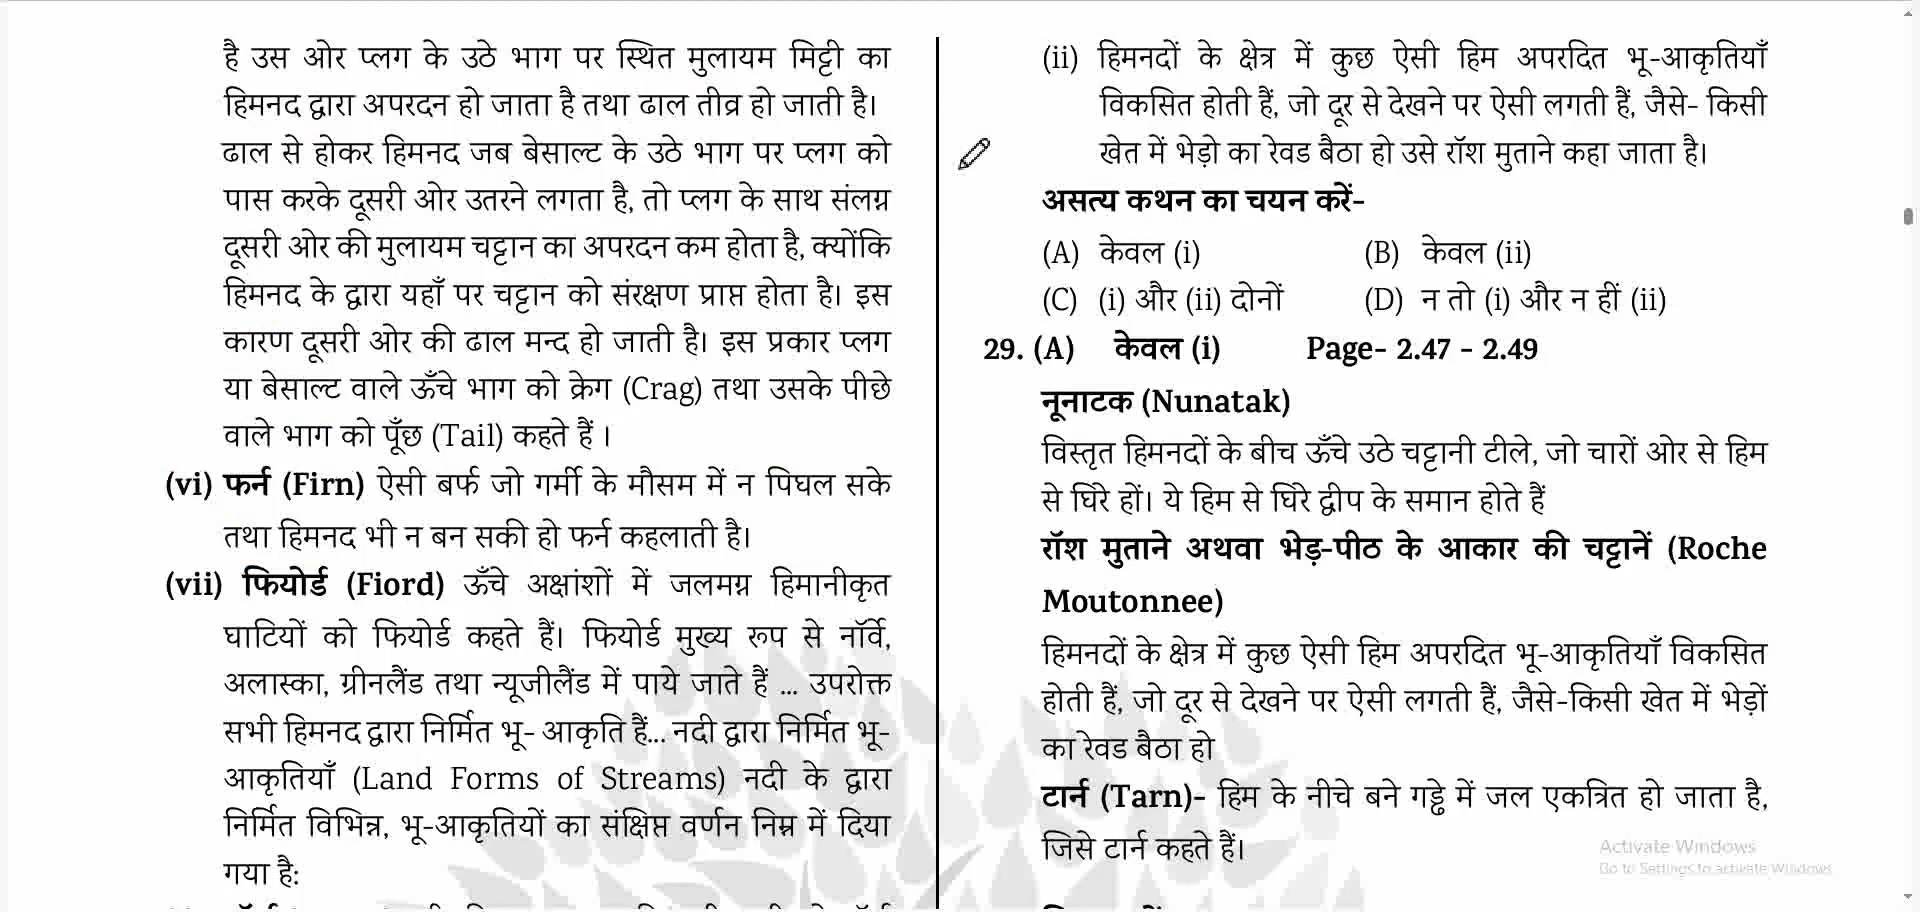 है उस ओर प्लग के उठे भाग पर स्थित मुलायम मिट्टी का
हिमनद द्वारा अपरदन हो जाता है तथा ढाल तीव्र हो जाती है।
ढाल से होकर हिमनद जब बेसाल्ट के उठे भाग पर प्लग को
पास करके दूसरी ओर उतरने लगता है, तो प्लग के साथ संलग्न
दूसरी ओर की मुलायम चट्टान का अपरदन कम होता है, क्योंकि
हिमनद के द्वारा यहाँ पर चट्टान को संरक्षण प्राप्त होता है। इस
कारण दूसरी ओर की ढाल मन्द हो जाती है। इस प्रकार प्लग
या बेसाल्ट वाले ऊँचे भाग को क्रेग (Crag) तथा उसके पीछे
वाले भाग को पूँछ (Tail) कहते हैं ।
(vi) फर्न (Firn) ऐसी बर्फ जो गर्मी के मौसम में न पिघल सके
तथा हिमनद भी न बन सकी हो फर्न कहलाती है।
(vii) फियोर्ड (Fiord) ऊँचे अक्षांशों में जलमग्न हिमानीकृत
घाटियों को फियोर्ड कहते हैं। फियोर्ड मुख्य रूप से नॉर्वे,
अलास्का, ग्रीनलैंड तथा न्यूजीलैंड में पाये जाते हैं ... उपरोक्त
सभी हिमनद द्वारा निर्मित भू- आकृति हैं... नदी द्वारा निर्मित भू-
आकृतियाँ (Land Forms of Streams) नदी के द्वारा
निर्मित विभिन्न, भू-आकृतियों का संक्षिप्त वर्णन निम्न में दिया
गया है:
(ii) हिमनदों के क्षेत्र में कुछ ऐसी हिम अपरदित भू-आकृतियाँ
विकसित होती हैं, जो दूर से देखने पर ऐसी लगती हैं, जैसे- किसी
खेत में भेड़ो का रेवड बैठा हो उसे रॉश मुताने कहा जाता है।
असत्य कथन का चयन करें-
(A) केवल (i) (B) केवल (ii)
(C) (i) और (ii) दोनों (D) न तो (i) और न हीं (ii)
29. (A) केवल (i) Page- 2.47 - 2.49
नूनाटक (Nunatak)
विस्तृत हिमनदों के बीच ऊँचे उठे चट्टानी टीले, जो चारों ओर से हिम
से घिरे हों। ये हिम से घिरे द्वीप के समान होते हैं
रॉश मुताने अथवा भेड़-पीठ के आकार की चट्टानें (Roche
Moutonnee)
हिमनदों के क्षेत्र में कुछ ऐसी हिम अपरदित भू-आकृतियाँ विकसित
होती हैं, जो दूर से देखने पर ऐसी लगती हैं, जैसे-किसी खेत में भेड़ों
का रेवड बैठा हो
टार्न (Tarn)- हिम के नीचे बने गड्ढे में जल एकत्रित हो जाता है,
जिसे टार्न कहते हैं।
Activate Windows
Go to Settings to activate Windows.